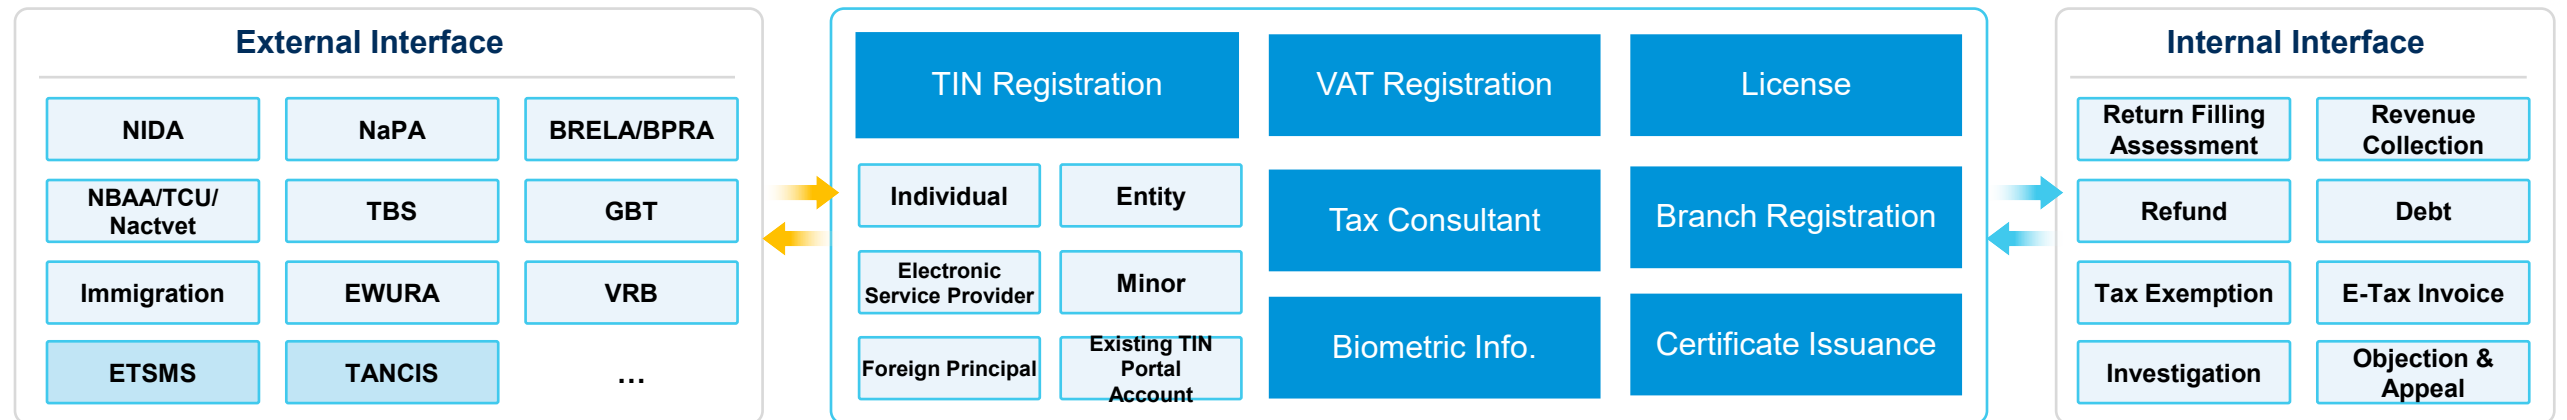 External Interface
NIDA
NaPA
BRELA/BPRA
NBAA/TCU/
Nactvet
TBS
GBT
Immigration
EWURA
VRB
ETSMS
TANCIS
...
TIN Registration
Individual
Entity
Electronic
Service Provider
Minor
Foreign Principal
Existing TIN
Portal
Account
VAT Registration
License
Tax Consultant
Branch Registration
Biometric Info.
Certificate Issuance
Internal Interface
Return Filling
Assessment
Revenue
Collection
Refund
Debt
Tax Exemption
E-Tax Invoice
Investigation
Objection &
Appeal